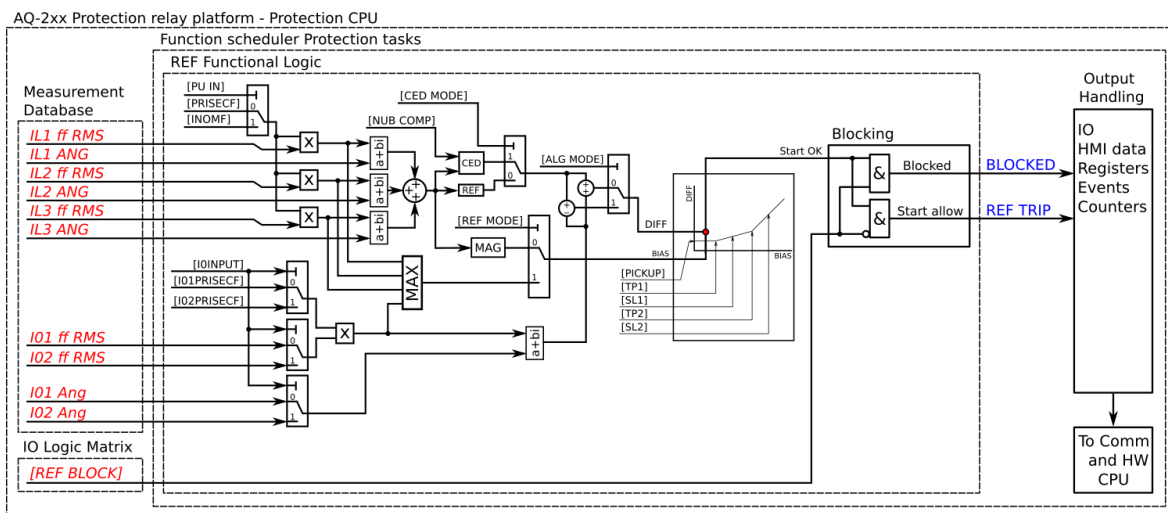 AQ-2xx Protection relay platform - Protection CPU
Function scheduler Protection tasks
REF Functional Logic
Measurement
Database
IL1 ff RMS
IL1 ANG
IL2 ff RMS
IL2 ANG
IL3 ff RMS
IL3 ANG
I01 ff RMS
I02 ff RMS
I01 Ang
I02 Ang
IO Logic Matrix
[REF BLOCK]
[PU IN]
[PRISECF]
[INOMF]
0
1
X
X
X
a+bi
a+bi
a+bi
+
+
+
[CED MODE]
[NUB COMP]
CED
REF
1
0
[ALG MODE]
0
1
+
−
+
−
[REF MODE]
MAG
0
1
MAX
[I0INPUT]
[I01PRISECF]
[I02PRISECF]
0
1
0
1
X
0
1
a+bi
DIFF
DIFF
BIAS
BIAS
[PICKUP]
[TP1]
[SL1]
[TP2]
[SL2]
Blocking
Start OK
&
Blocked
&
Start allow
BLOCKED
REF TRIP
Output
Handling
IO
HMI data
Registers
Events
Counters
To Comm
and HW
CPU